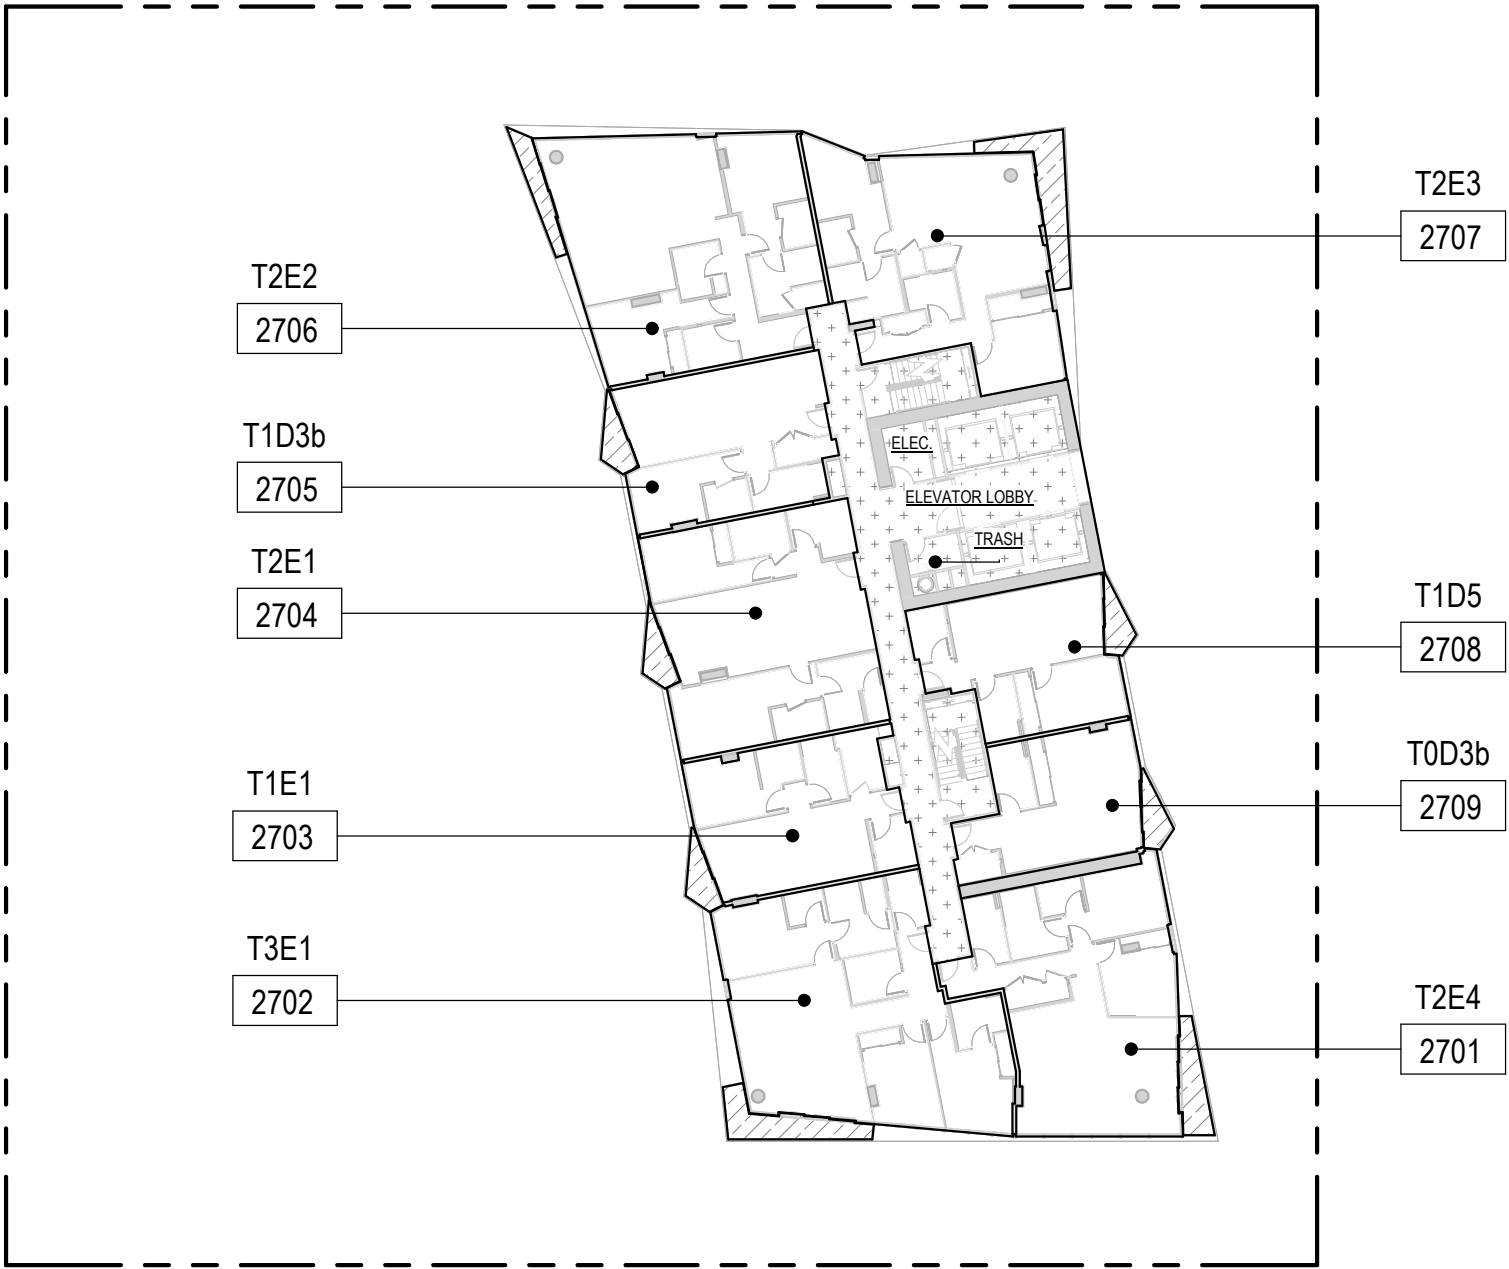 T2E3
2707
T2E2
2706
T1D3b
2705
ELEC.
ELEVATOR LOBBY
TRASH
T2E1
2704
T1D5
2708
T1E1
2703
T0D3b
2709
T3E1
2702
T2E4
2701